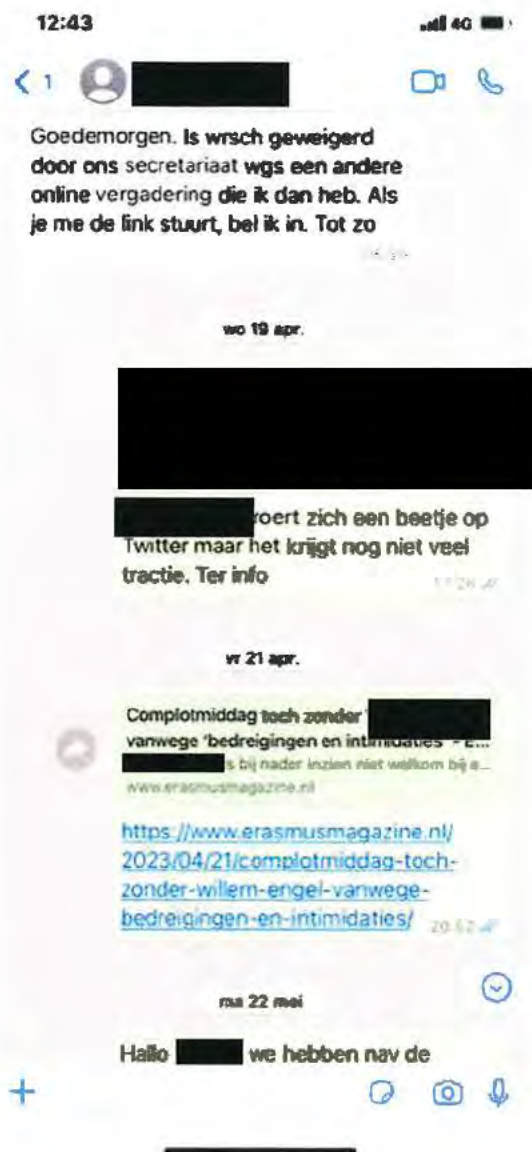 12:43
4G
1
Goedemorgen. Is wrsch geweigerd
door ons secretariaat wgs een andere
online vergadering die ik dan heb. Als
je me de link stuurt, bel ik in. Tot zo
wo 19 apr.
roert zich een beetje op
Twitter maar het krijgt nog niet veel
tractie. Ter info
vr 21 apr.
Complotmiddag toch zonder '
vanwege 'bedreigingen en intimidaties' - E...
s bij nader inzien niet welkom bij e...
www.erasmusmagazine.nl
https://www.erasmusmagazine.nl/
2023/04/21/complotmiddag-toch-
zonder-willem-engel-vanwege-
bedreigingen-en-intimidaties/
20:52
ma 22 mei
Hallo we hebben nav de